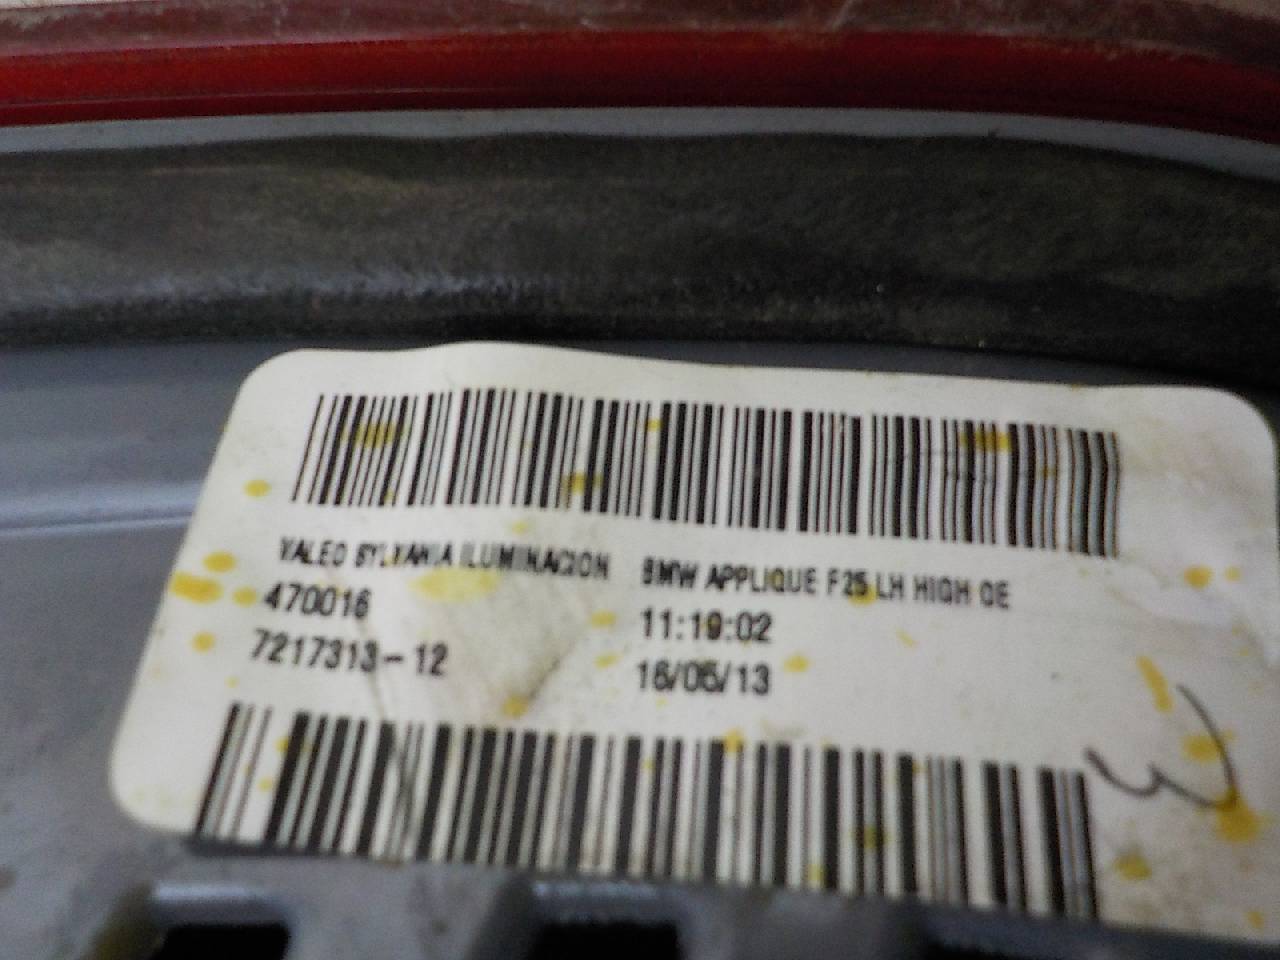 VALEO SYLVANIA ILUMINACION BMW APPLIQUE F25 LH HIGH OE
470016 11:19:02
7217313-12 16/05/13